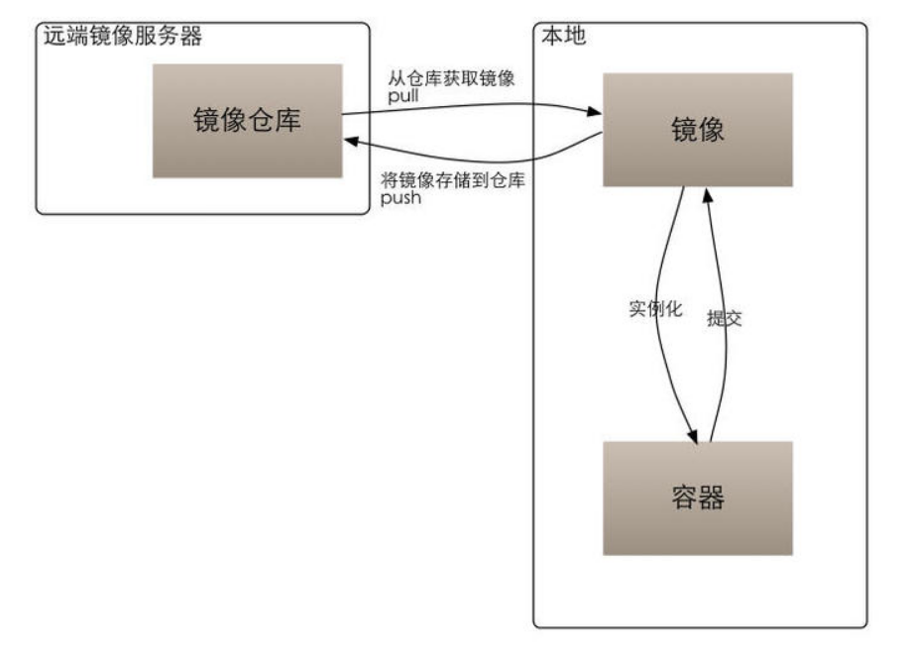 远端镜像服务器
本地
镜像仓库
从仓库获取镜像
pull
镜像
将镜像存储到仓库
push
实例化
提交
容器